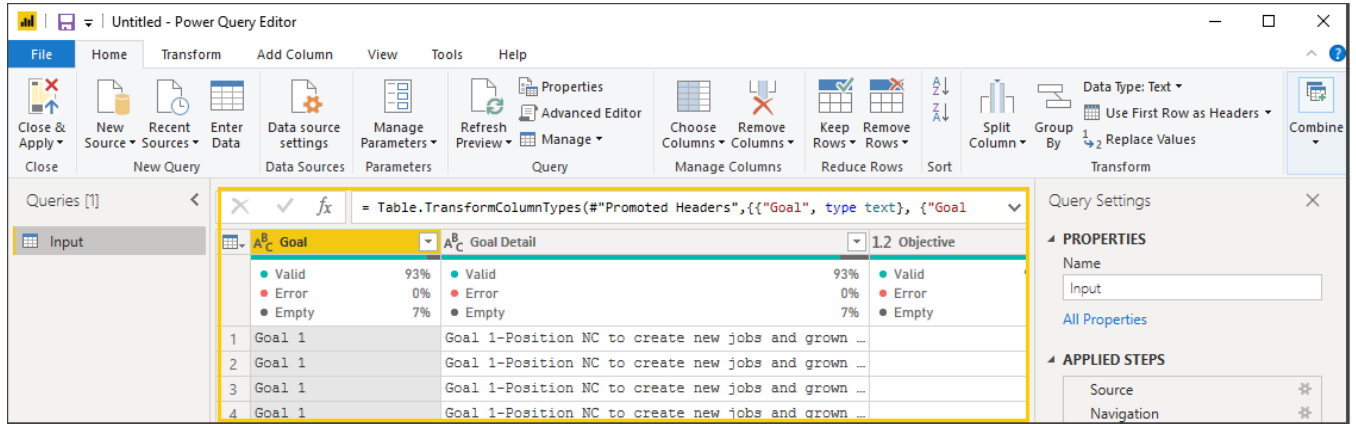 Untitled - Power Query Editor
File Home Transform Add Column View Tools Help
Close & Apply
New Source
Recent Sources
Enter Data
Data source settings
Manage Parameters
Refresh Preview
Properties
Advanced Editor
Manage
Choose Columns
Remove Columns
Keep Rows
Remove Rows
Split Column
Group By
Data Type: Text
Use First Row as Headers
Replace Values
Combine
Close New Query Data Sources Parameters Query Manage Columns Reduce Rows Sort Transform
Queries [1]
Input
fx = Table.TransformColumnTypes(#"Promoted Headers",{{"Goal", type text}, {"Goal
ABC Goal ABC Goal Detail 1.2 Objective
Valid 93% Valid 93% Valid
Error 0% Error 0% Error
Empty 7% Empty 7% Empty
1 Goal 1 Goal 1-Position NC to create new jobs and grown ...
2 Goal 1 Goal 1-Position NC to create new jobs and grown ...
3 Goal 1 Goal 1-Position NC to create new jobs and grown ...
4 Goal 1 Goal 1-Position NC to create new jobs and grown ...
Query Settings
PROPERTIES
Name
Input
All Properties
APPLIED STEPS
Source
Navigation